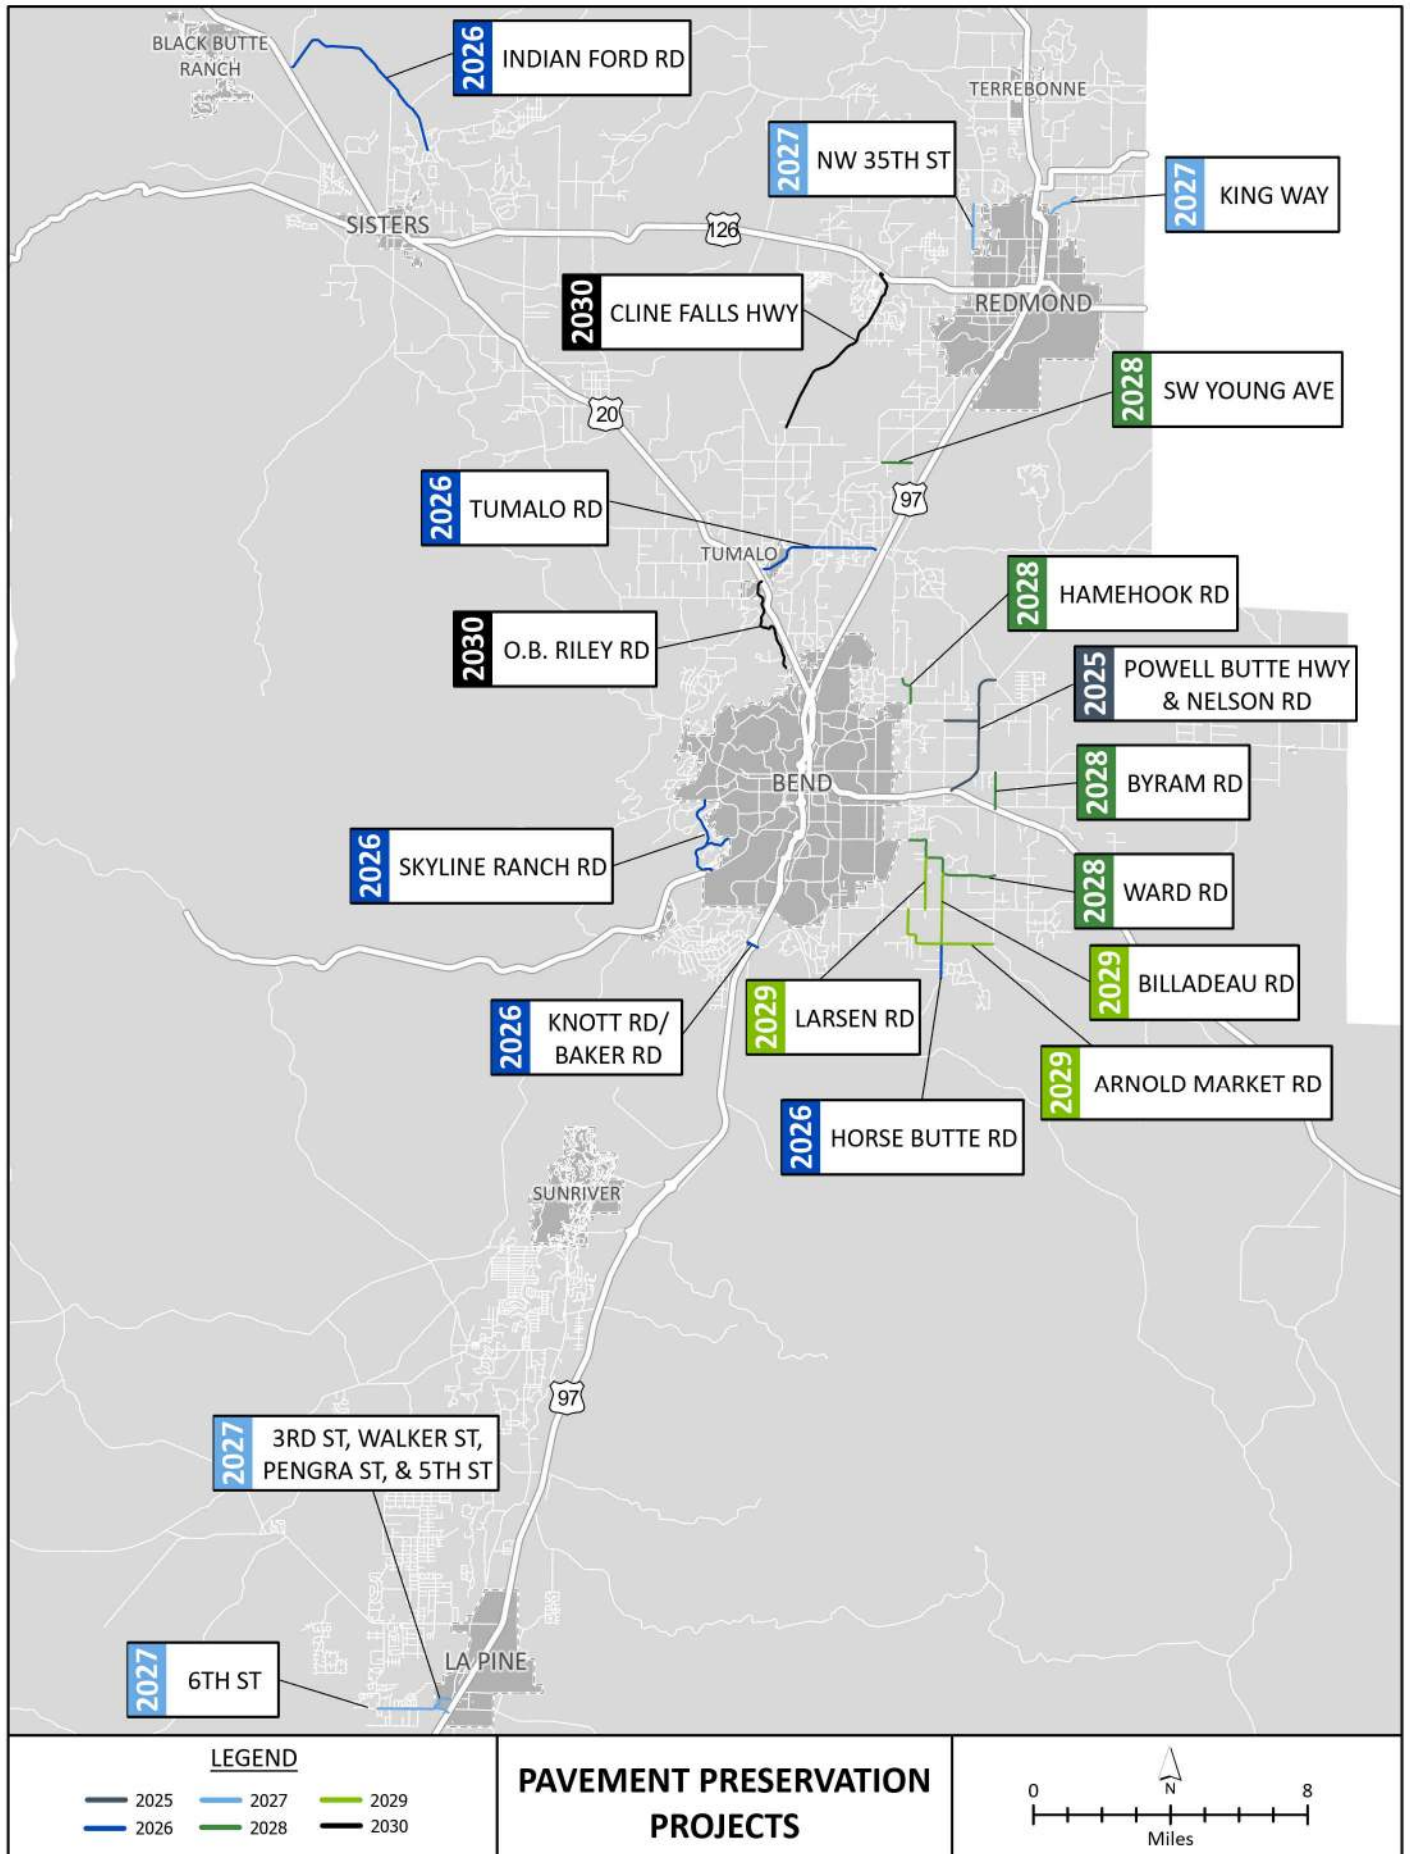 BLACK BUTTE
RANCH
2026
INDIAN FORD RD
TERREBONNE
2027
NW 35TH ST
2027
KING WAY
SISTERS
126
2030
CLINE FALLS HWY
REDMOND
2028
SW YOUNG AVE
20
2026
TUMALO RD
97
TUMALO
2028
HAMEHOOK RD
2030
O.B. RILEY RD
2025
POWELL BUTTE HWY
& NELSON RD
BEND
2028
BYRAM RD
2026
SKYLINE RANCH RD
2028
WARD RD
2029
BILLADEAU RD
2029
LARSEN RD
2026
KNOTT RD/
BAKER RD
2029
ARNOLD MARKET RD
2026
HORSE BUTTE RD
SUNRIVER
97
2027
3RD ST, WALKER ST,
PENGRA ST, & 5TH ST
LA PINE
2027
6TH ST
LEGEND
2025
2027
2029
2026
2028
2030
PAVEMENT PRESERVATION
PROJECTS
0
N
8
Miles